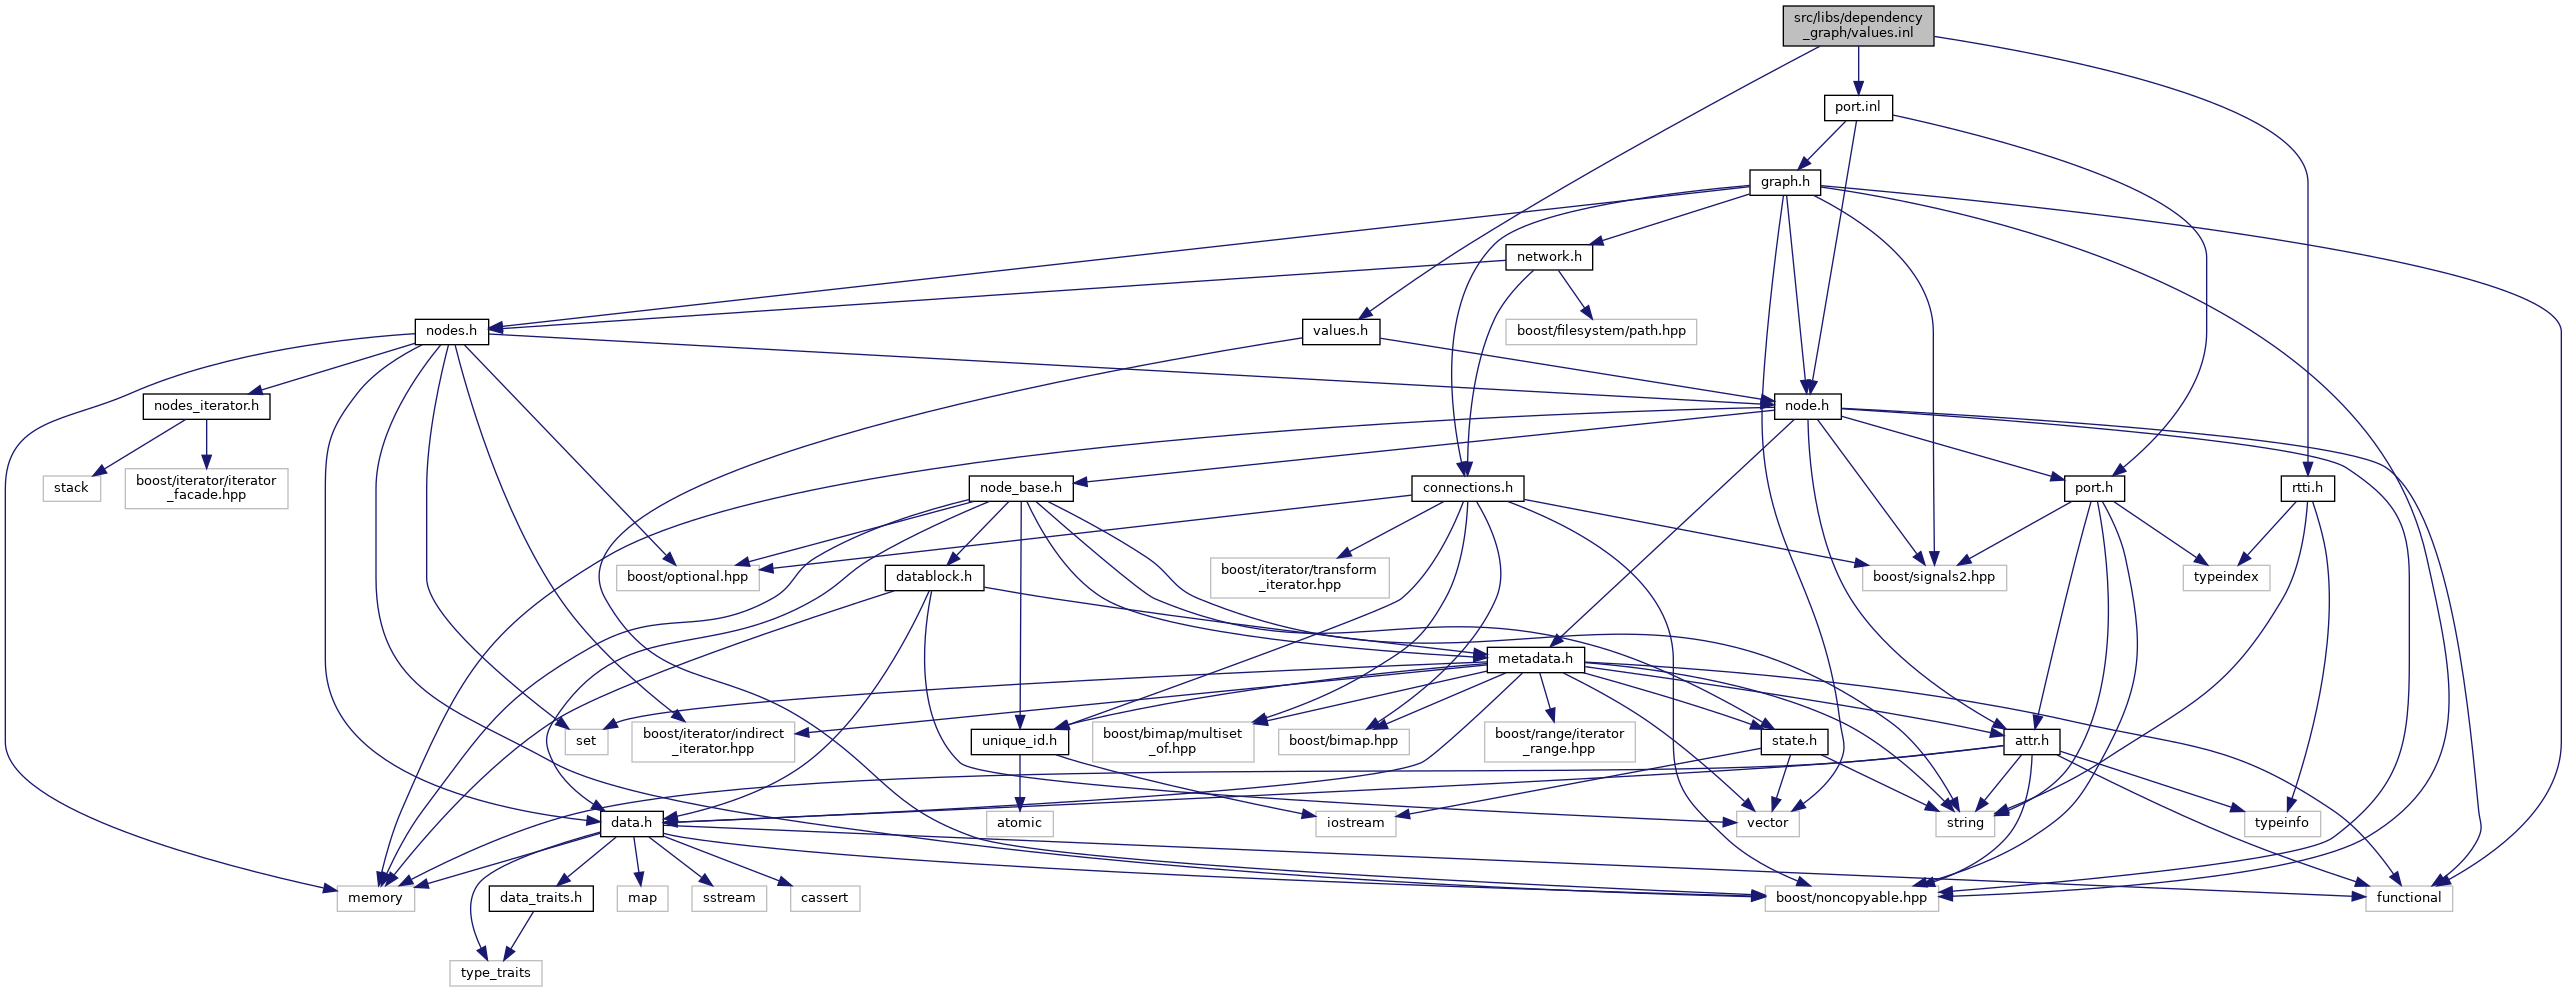 src/libs/dependency
_graph/values.inl
port.inl
graph.h
network.h
nodes.h
values.h
boost/filesystem/path.hpp
nodes_iterator.h
node.h
stack
boost/iterator/iterator
_facade.hpp
node_base.h
connections.h
port.h
rtti.h
boost/optional.hpp
datablock.h
boost/iterator/transform
_iterator.hpp
boost/signals2.hpp
typeindex
metadata.h
set
boost/iterator/indirect
_iterator.hpp
unique_id.h
boost/bimap/multiset
_of.hpp
boost/bimap.hpp
boost/range/iterator
_range.hpp
state.h
attr.h
data.h
atomic
iostream
vector
string
typeinfo
memory
data_traits.h
map
sstream
cassert
boost/noncopyable.hpp
functional
type_traits